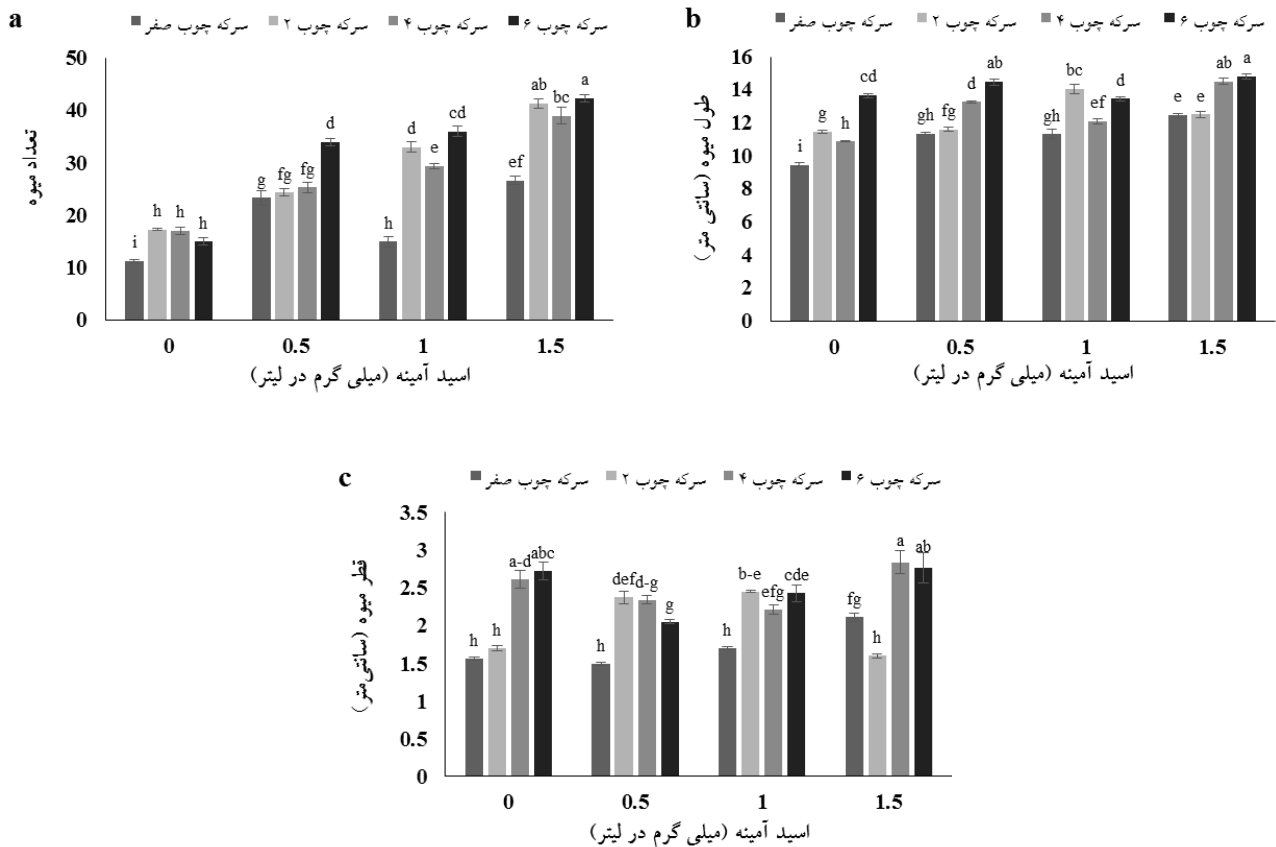 a
سرکه چوب صفر ۲ سرکه چوب ۴ سرکه چوب ۶ سرکه چوب
تعداد میوه
50
40
30
20
10
0
i h h h
g fg fg d
h d e cd
ef ab bc a
0 0.5 1 1.5
اسید آمینه (میلی گرم در لیتر)
b
سرکه چوب صفر ۲ سرکه چوب ۴ سرکه چوب ۶ سرکه چوب
طول میوه (سانتی متر)
16
14
12
10
8
6
4
2
0
i g h cd
gh fg d ab
gh bc ef d
e e ab a
0 0.5 1 1.5
اسید آمینه (میلی گرم در لیتر)
c
سرکه چوب صفر ۲ سرکه چوب ۴ سرکه چوب ۶ سرکه چوب
قطر میوه (سانتی‌متر)
3.5
3
2.5
2
1.5
1
0.5
0
h h a-d abc
h def d-g g
h b-e efg cde
fg h a ab
0 0.5 1 1.5
اسید آمینه (میلی گرم در لیتر)